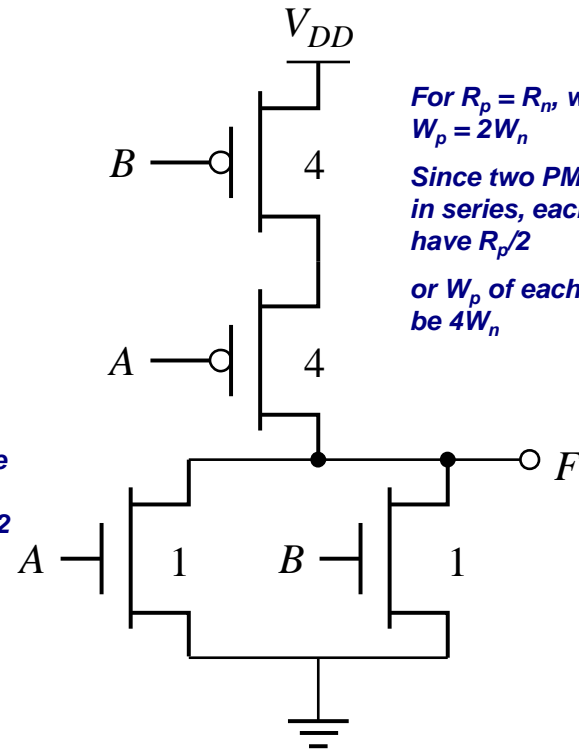 V_DD
For R_p = R_n, w
W_p = 2W_n
B
4
Since two PM
in series, each
have R_p/2
or W_p of each
be 4W_n
A
4
e
F
2
A
1
B
1